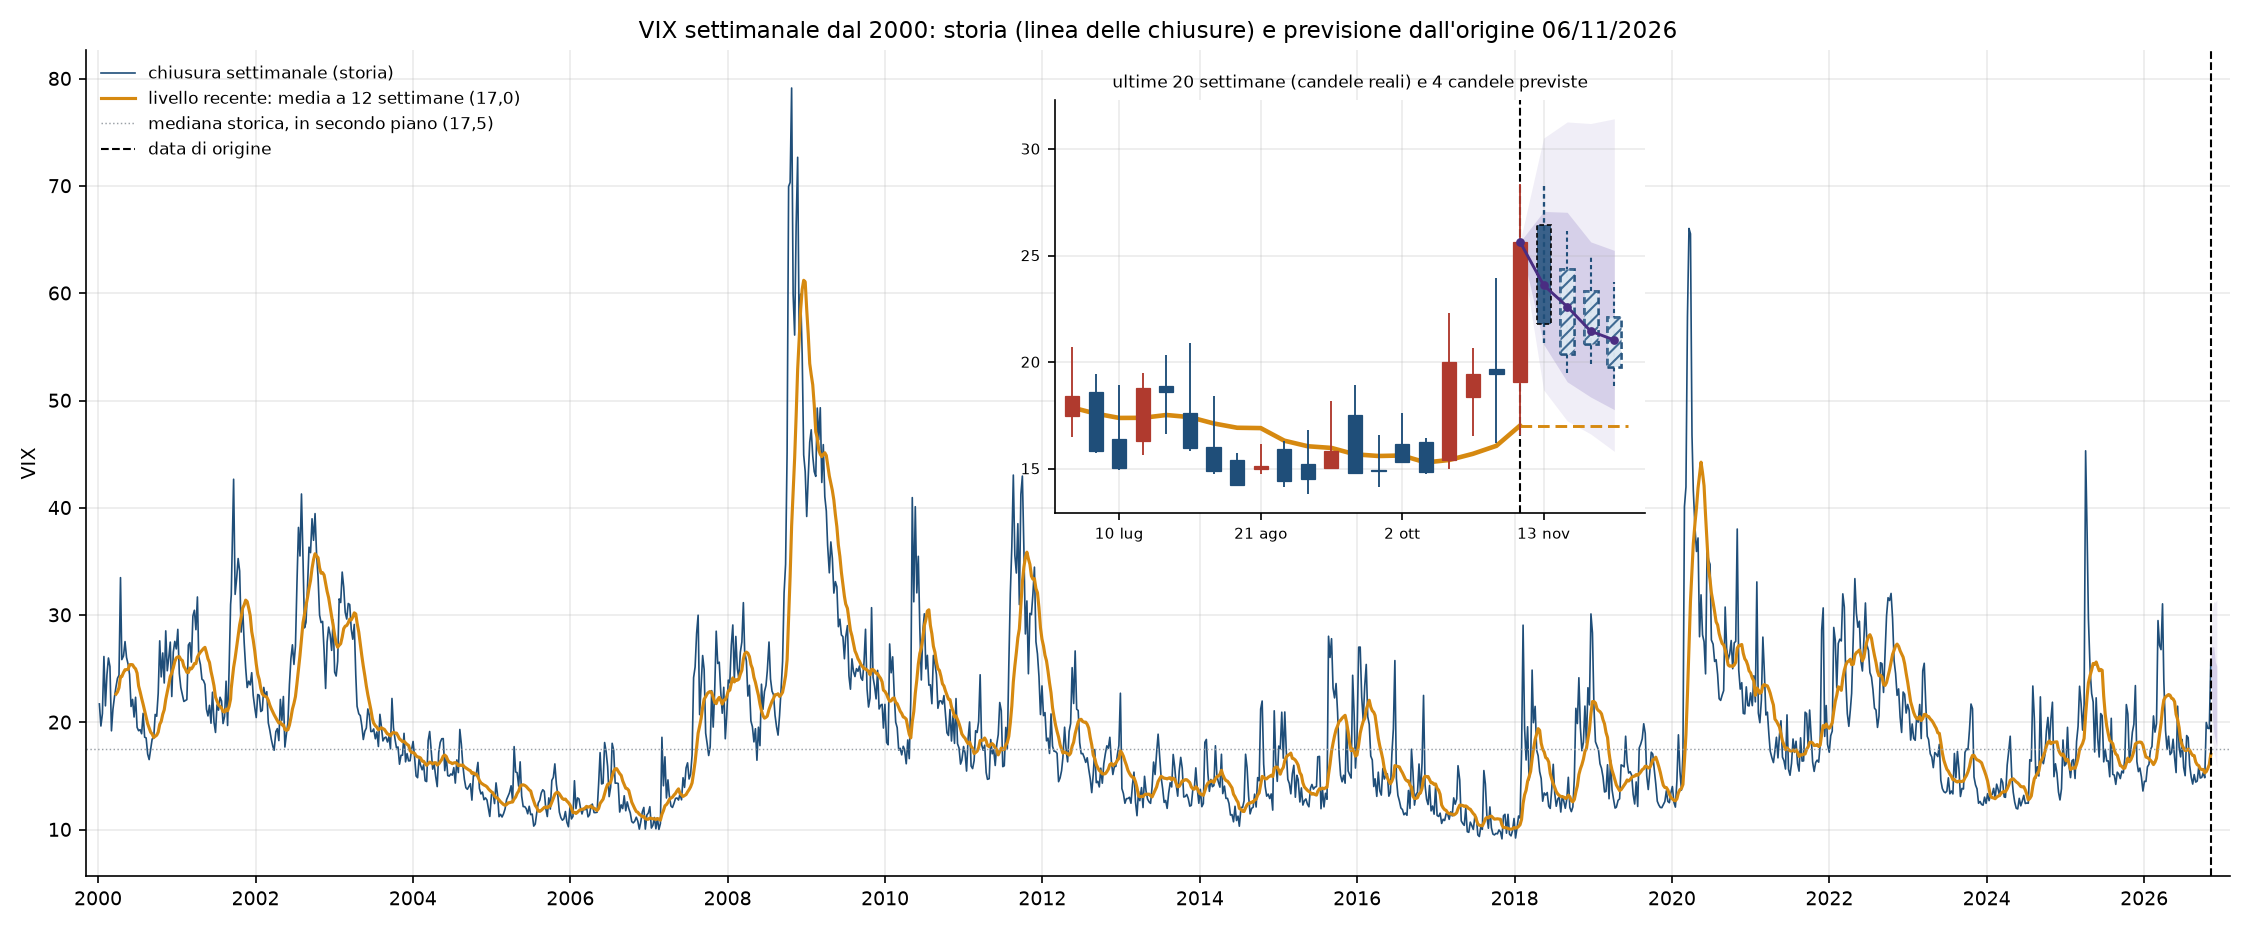 VIX settimanale dal 2000: storia (linea delle chiusure) e previsione dall'origine 06/11/2026
chiusura settimanale (storia)
livello recente: media a 12 settimane (17,0)
mediana storica, in secondo piano (17,5)
data di origine
ultime 20 settimane (candele reali) e 4 candele previste
30
25
20
15
10 lug
21 ago
2 ott
13 nov
VIX
80
70
60
50
40
30
20
10
2000
2002
2004
2006
2008
2010
2012
2014
2016
2018
2020
2022
2024
2026